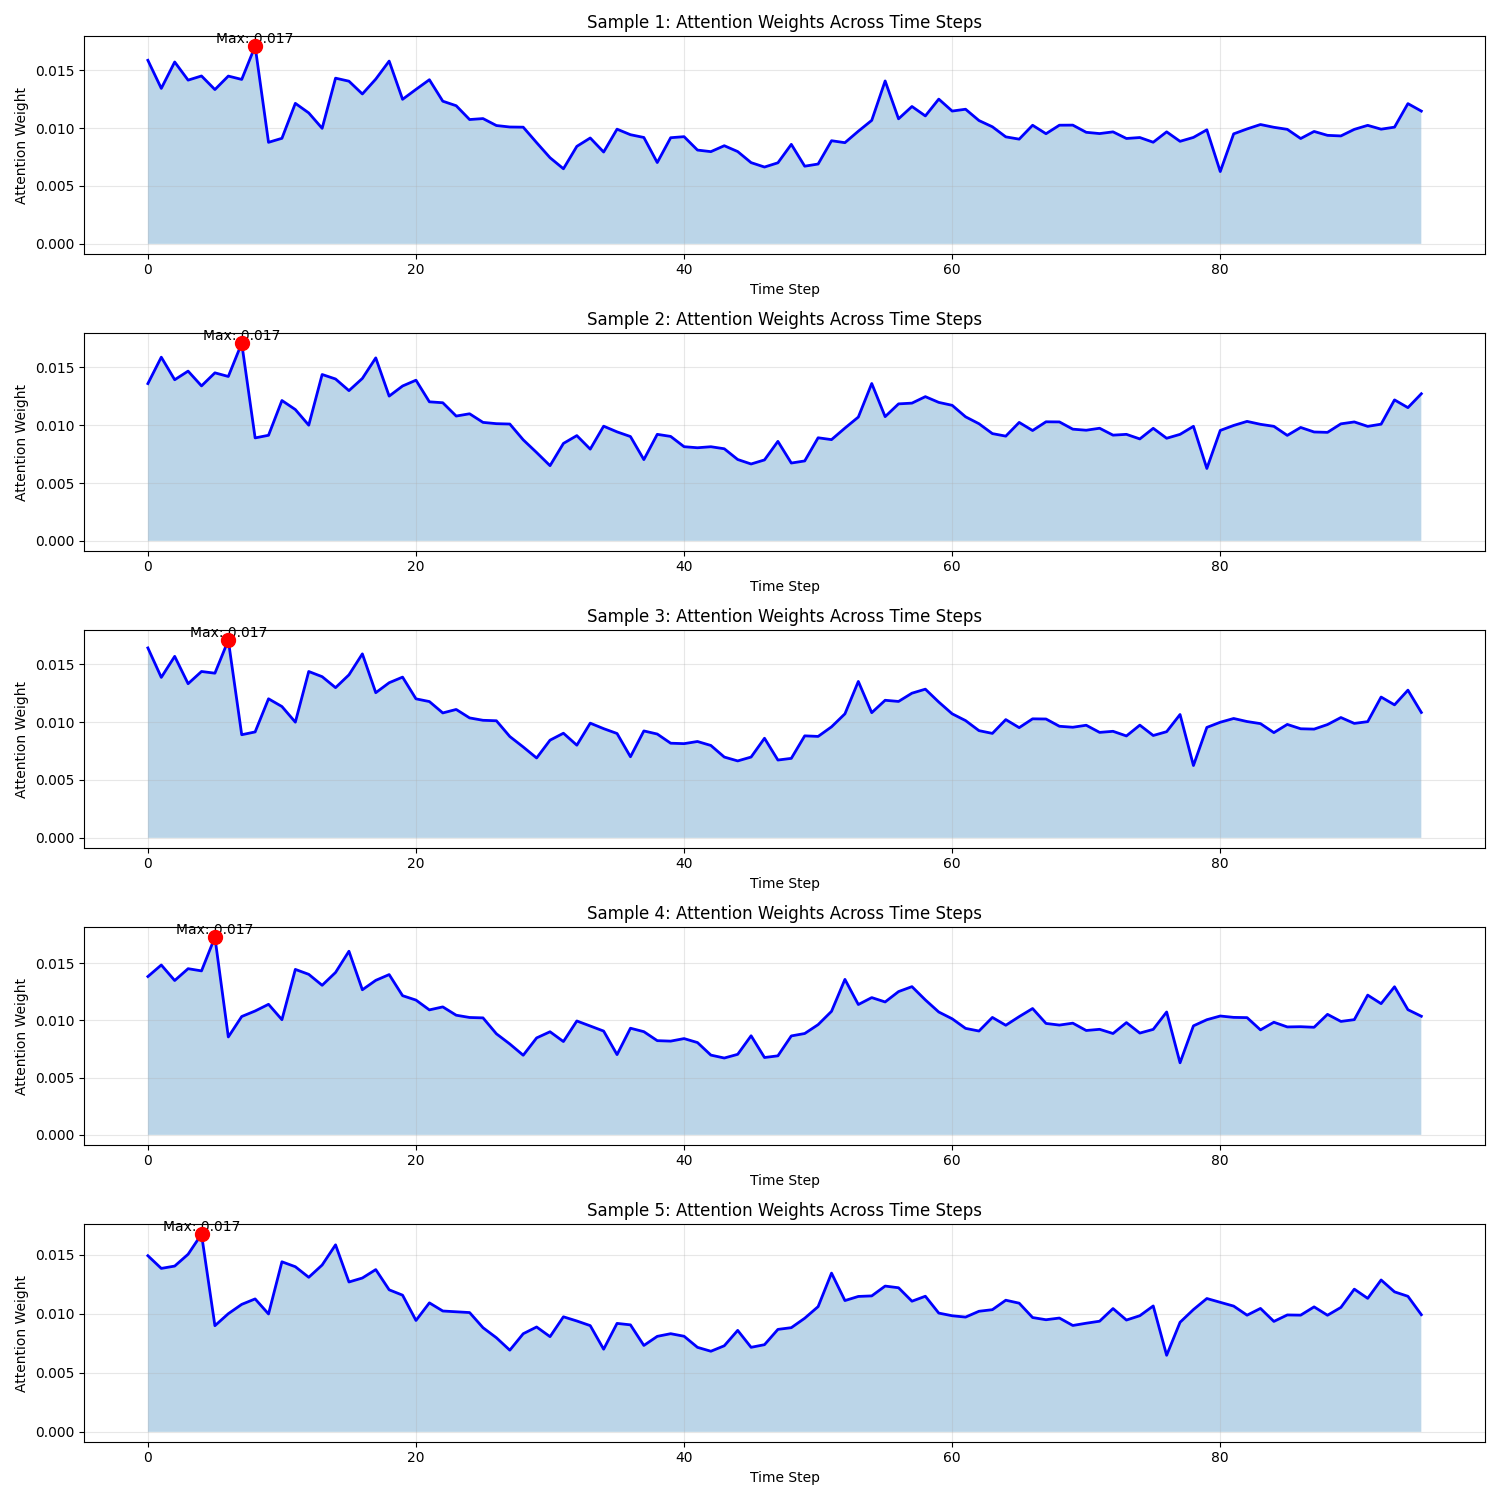 Sample 1: Attention Weights Across Time Steps
Max: 0.017
0.015
0.010
0.005
0.000
Attention Weight
0 20 40 60 80
Time Step
Sample 2: Attention Weights Across Time Steps
Max: 0.017
0.015
0.010
0.005
0.000
Attention Weight
0 20 40 60 80
Time Step
Sample 3: Attention Weights Across Time Steps
Max: 0.017
0.015
0.010
0.005
0.000
Attention Weight
0 20 40 60 80
Time Step
Sample 4: Attention Weights Across Time Steps
Max: 0.017
0.015
0.010
0.005
0.000
Attention Weight
0 20 40 60 80
Time Step
Sample 5: Attention Weights Across Time Steps
Max: 0.017
0.015
0.010
0.005
0.000
Attention Weight
0 20 40 60 80
Time Step